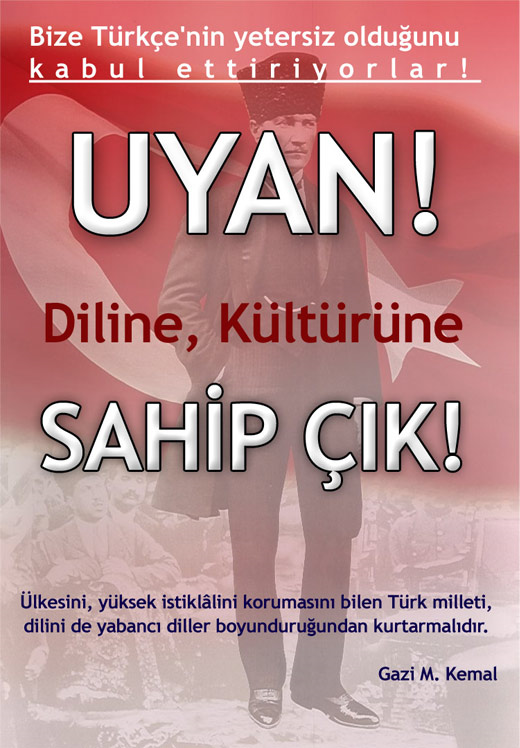 Bize Türkçe'nin yetersiz olduğunu
kabul ettiriyorlar!
UYAN!
Diline, Kültürüne
SAHİP ÇIK!
Ülkesini, yüksek istiklâlini korumasını bilen Türk milleti,
dilini de yabancı diller boyunduruğundan kurtarmalıdır.
Gazi M. Kemal